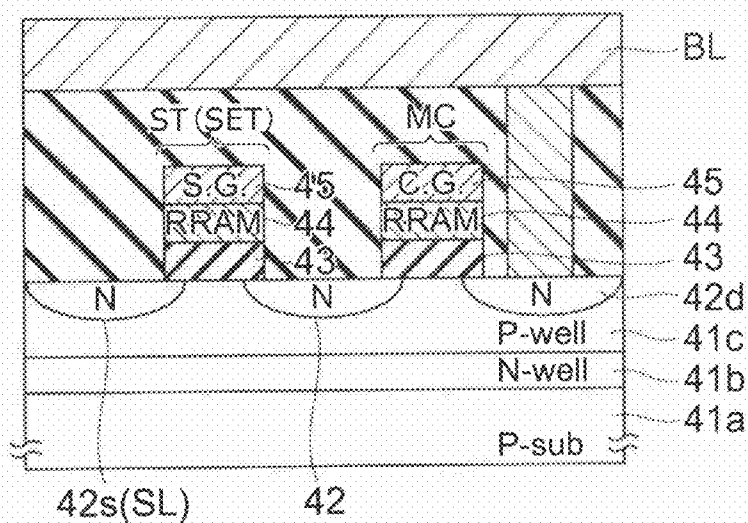 BL
ST(SET) MC
S.G. 45 C.G. 45
RRAM 44 RRAM 44
43 43
N N N 42d
P-well 41c
N-well 41b
41a
P-sub
42s(SL) 42